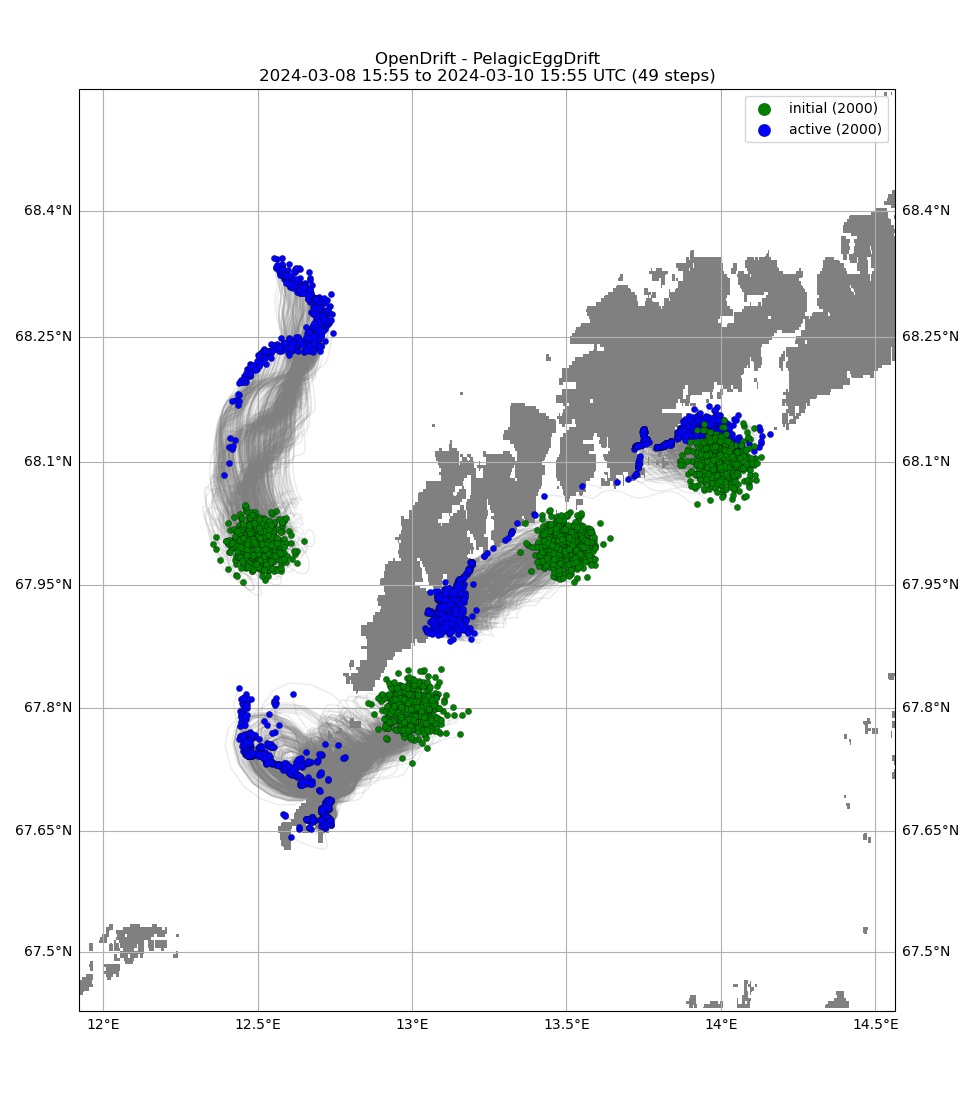 OpenDrift - PelagicEggDrift
2024-03-08 15:55 to 2024-03-10 15:55 UTC (49 steps)
initial (2000)
active (2000)
68.4°N 68.4°N
68.25°N 68.25°N
68.1°N 68.1°N
67.95°N 67.95°N
67.8°N 67.8°N
67.65°N 67.65°N
67.5°N 67.5°N
12°E 12.5°E 13°E 13.5°E 14°E 14.5°E